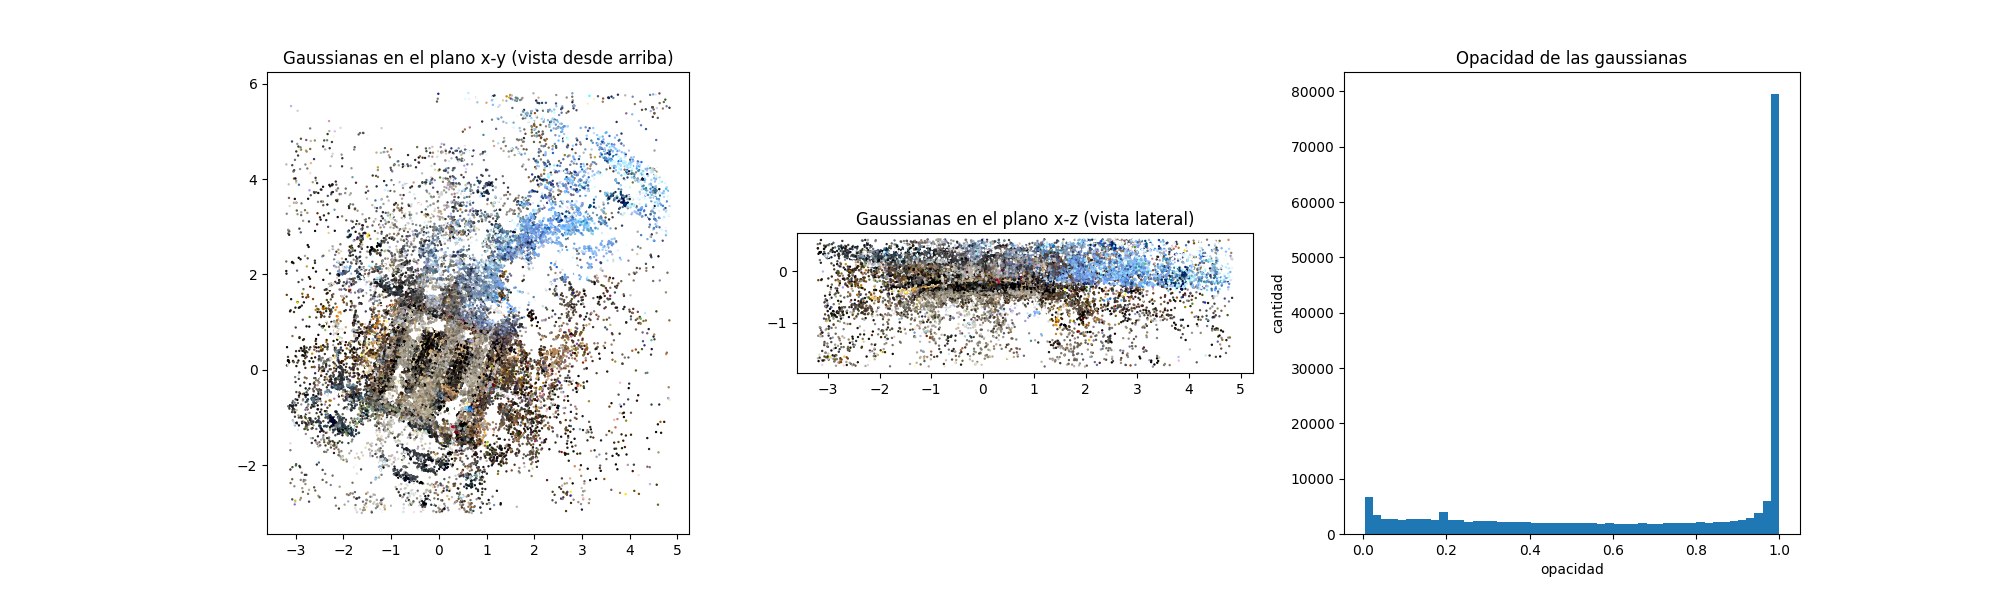 Gaussianas en el plano x-y (vista desde arriba)
6
4
2
0
−2
−3 −2 −1 0 1 2 3 4 5
Gaussianas en el plano x-z (vista lateral)
0
−1
−3 −2 −1 0 1 2 3 4 5
Opacidad de las gaussianas
cantidad
80000
70000
60000
50000
40000
30000
20000
10000
0
0.0 0.2 0.4 0.6 0.8 1.0
opacidad